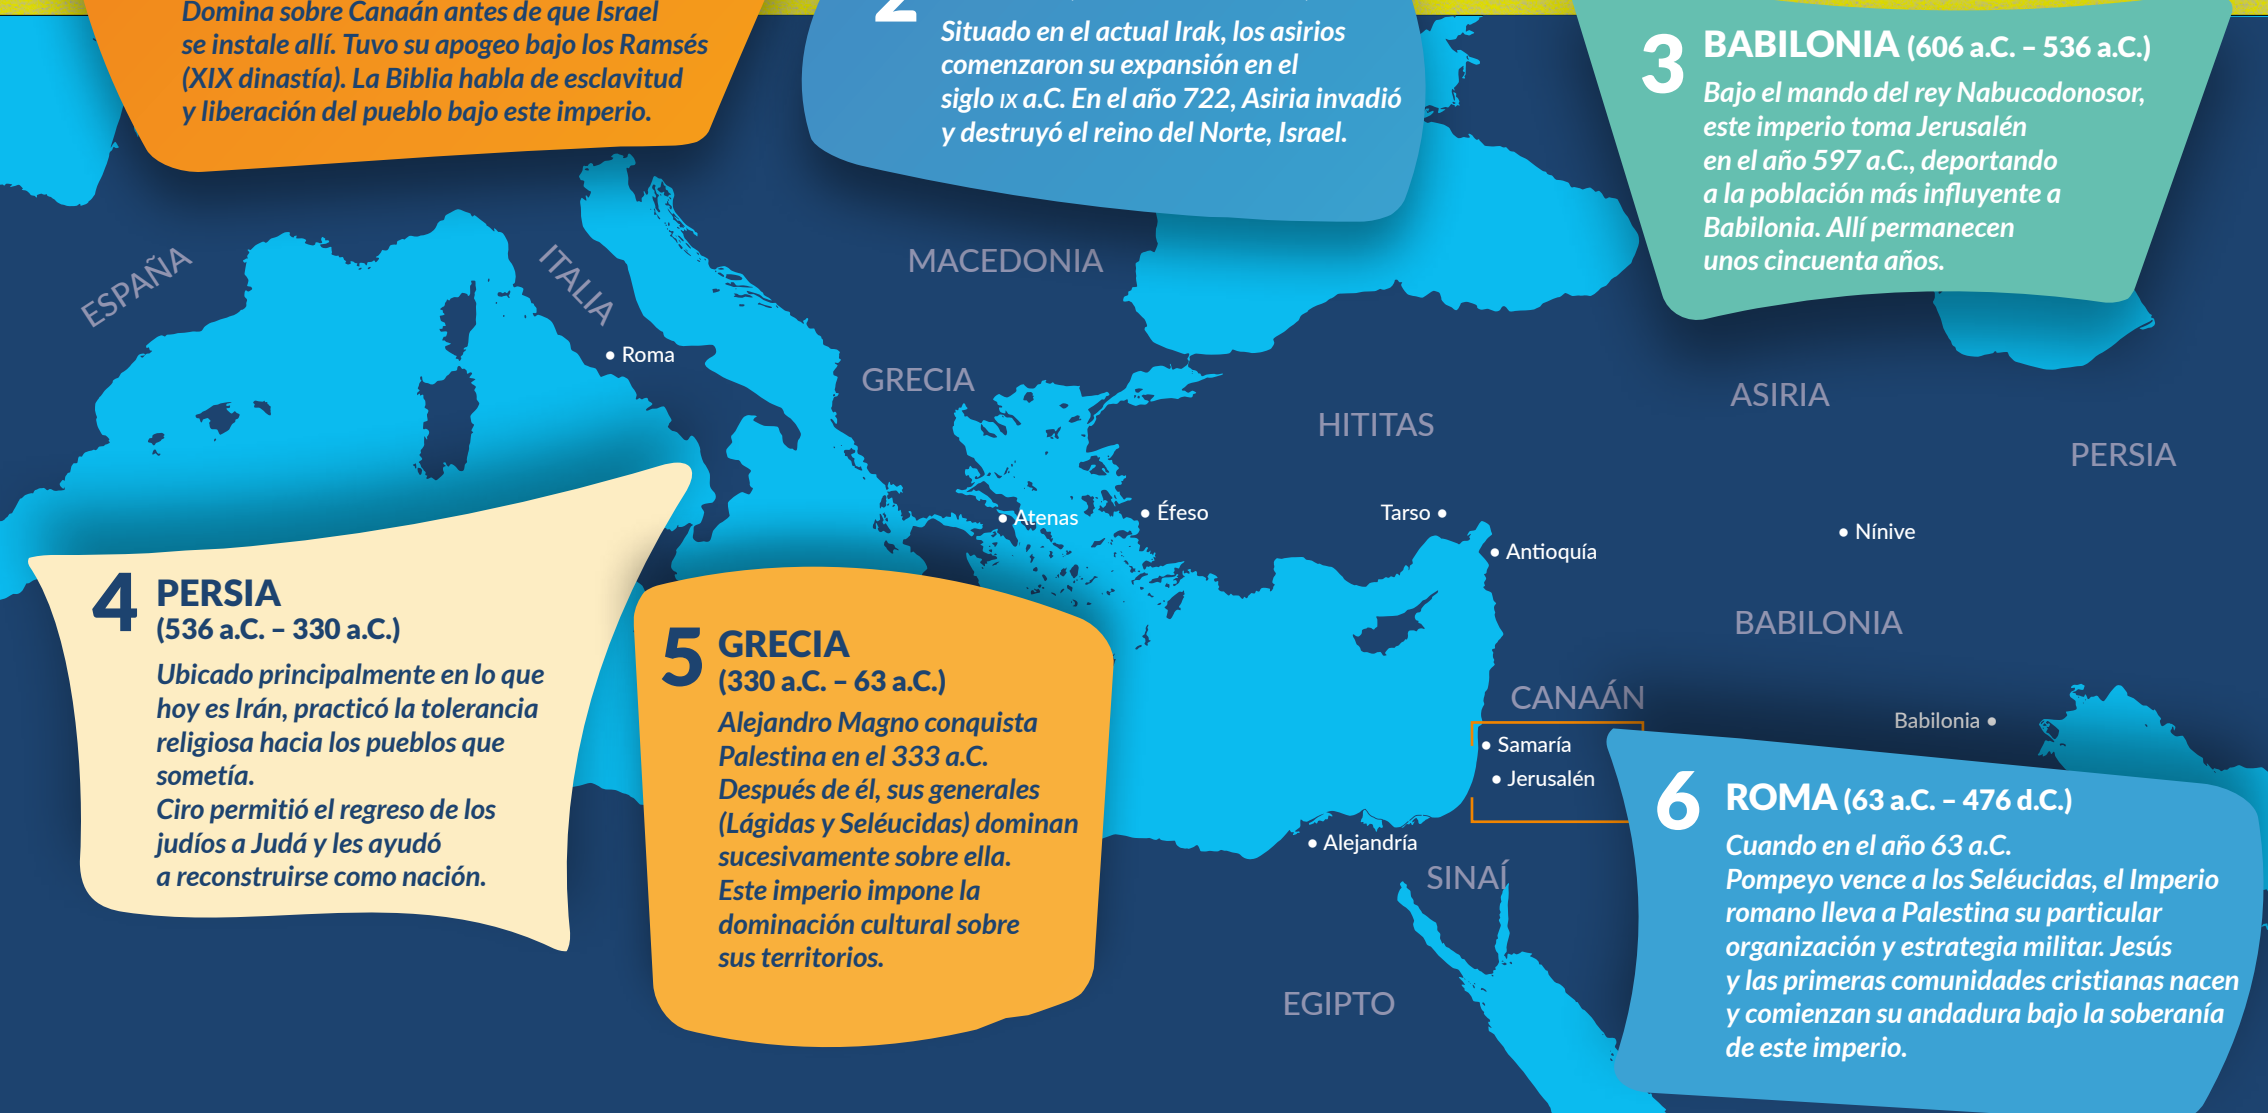 Domina sobre Canaán antes de que Israel
se instale allí. Tuvo su apogeo bajo los Ramsés
(XIX dinastía). La Biblia habla de esclavitud
y liberación del pueblo bajo este imperio.
2
Situado en el actual Irak, los asirios
comenzaron su expansión en el
siglo IX a.C. En el año 722, Asiria invadió
y destruyó el reino del Norte, Israel.
3 BABILONIA (606 a.C. – 536 a.C.)
Bajo el mando del rey Nabucodonosor,
este imperio toma Jerusalén
en el año 597 a.C., deportando
a la población más influyente a
Babilonia. Allí permanecen
unos cincuenta años.
ESPAÑA
ITALIA
MACEDONIA
Roma
GRECIA
HITITAS
ASIRIA
PERSIA
Atenas
Éfeso
Tarso
Antioquía
Nínive
BABILONIA
CANAÁN
Babilonia
Samaría
Jerusalén
Alejandría
SINAÍ
EGIPTO
4 PERSIA
(536 a.C. – 330 a.C.)
Ubicado principalmente en lo que
hoy es Irán, practicó la tolerancia
religiosa hacia los pueblos que
sometía.
Ciro permitió el regreso de los
judíos a Judá y les ayudó
a reconstruirse como nación.
5 GRECIA
(330 a.C. – 63 a.C.)
Alejandro Magno conquista
Palestina en el 333 a.C.
Después de él, sus generales
(Lágidas y Seléucidas) dominan
sucesivamente sobre ella.
Este imperio impone la
dominación cultural sobre
sus territorios.
6 ROMA (63 a.C. – 476 d.C.)
Cuando en el año 63 a.C.
Pompeyo vence a los Seléucidas, el Imperio
romano lleva a Palestina su particular
organización y estrategia militar. Jesús
y las primeras comunidades cristianas nacen
y comienzan su andadura bajo la soberanía
de este imperio.